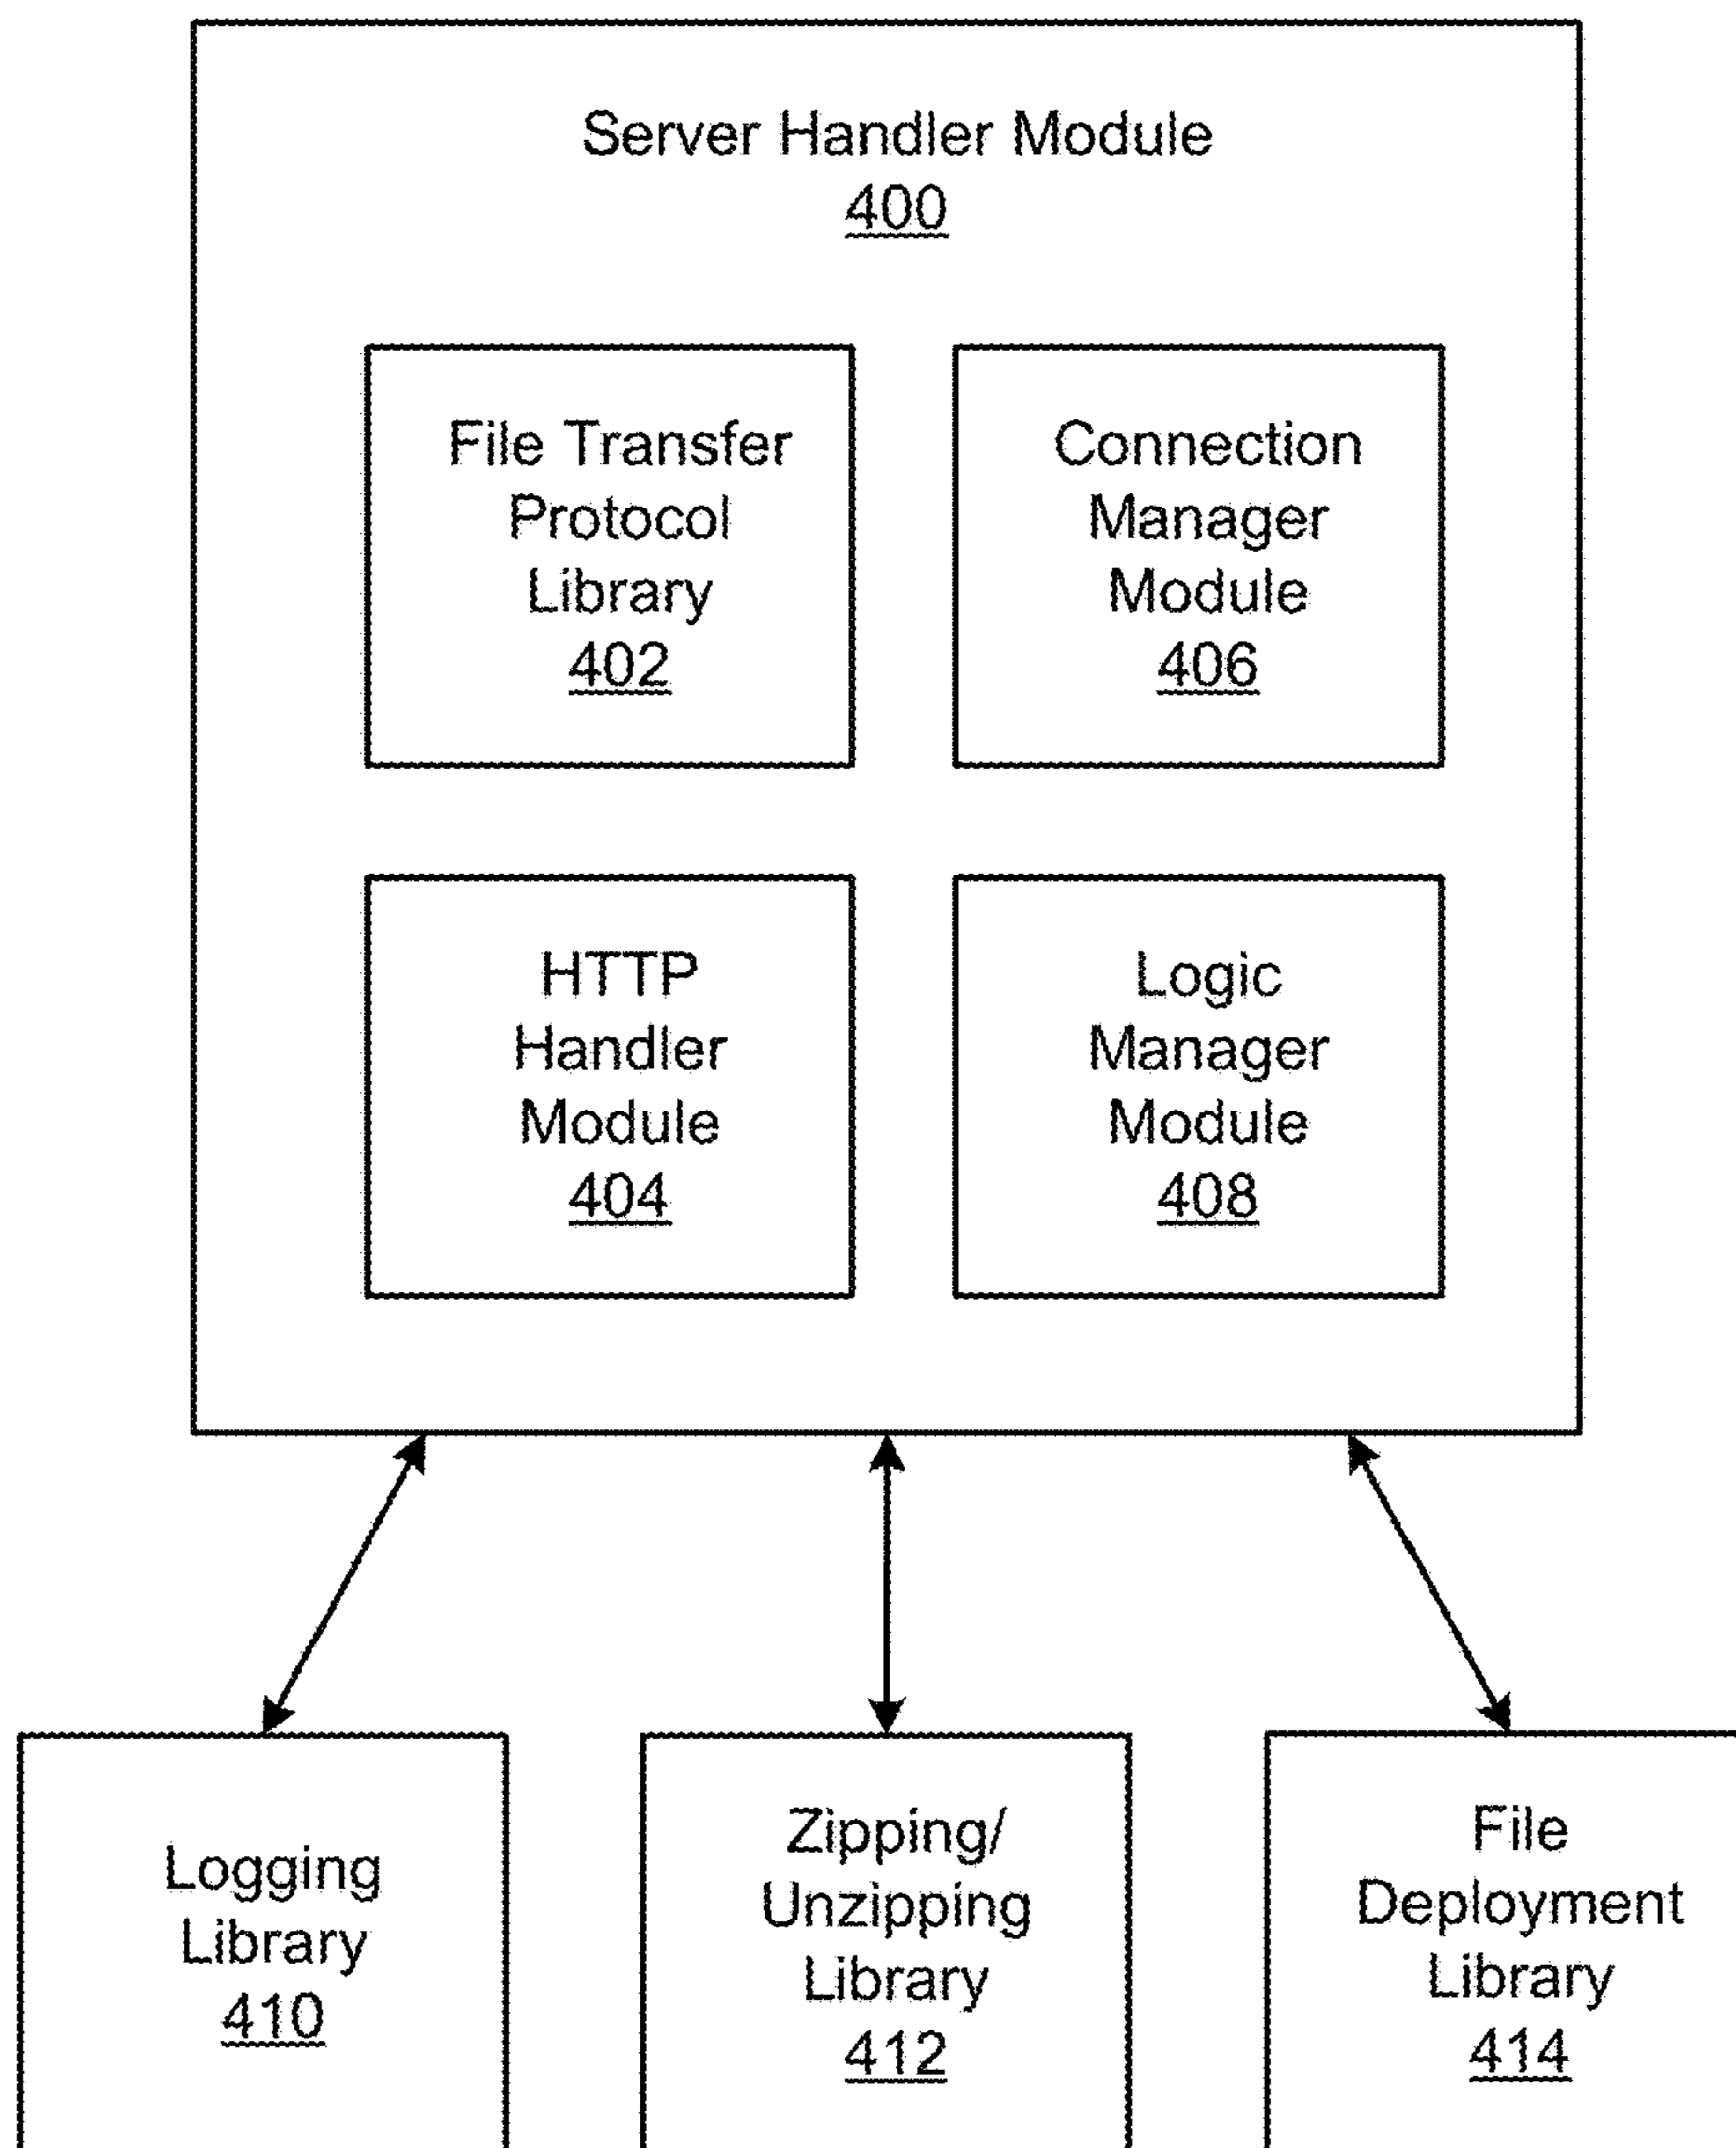 Server Handler Module
400
File Transfer
Protocol
Library
402
Connection
Manager
Module
406
HTTP
Handler
Module
404
Logic
Manager
Module
408
Logging
Library
410
Zipping/
Unzipping
Library
412
File
Deployment
Library
414